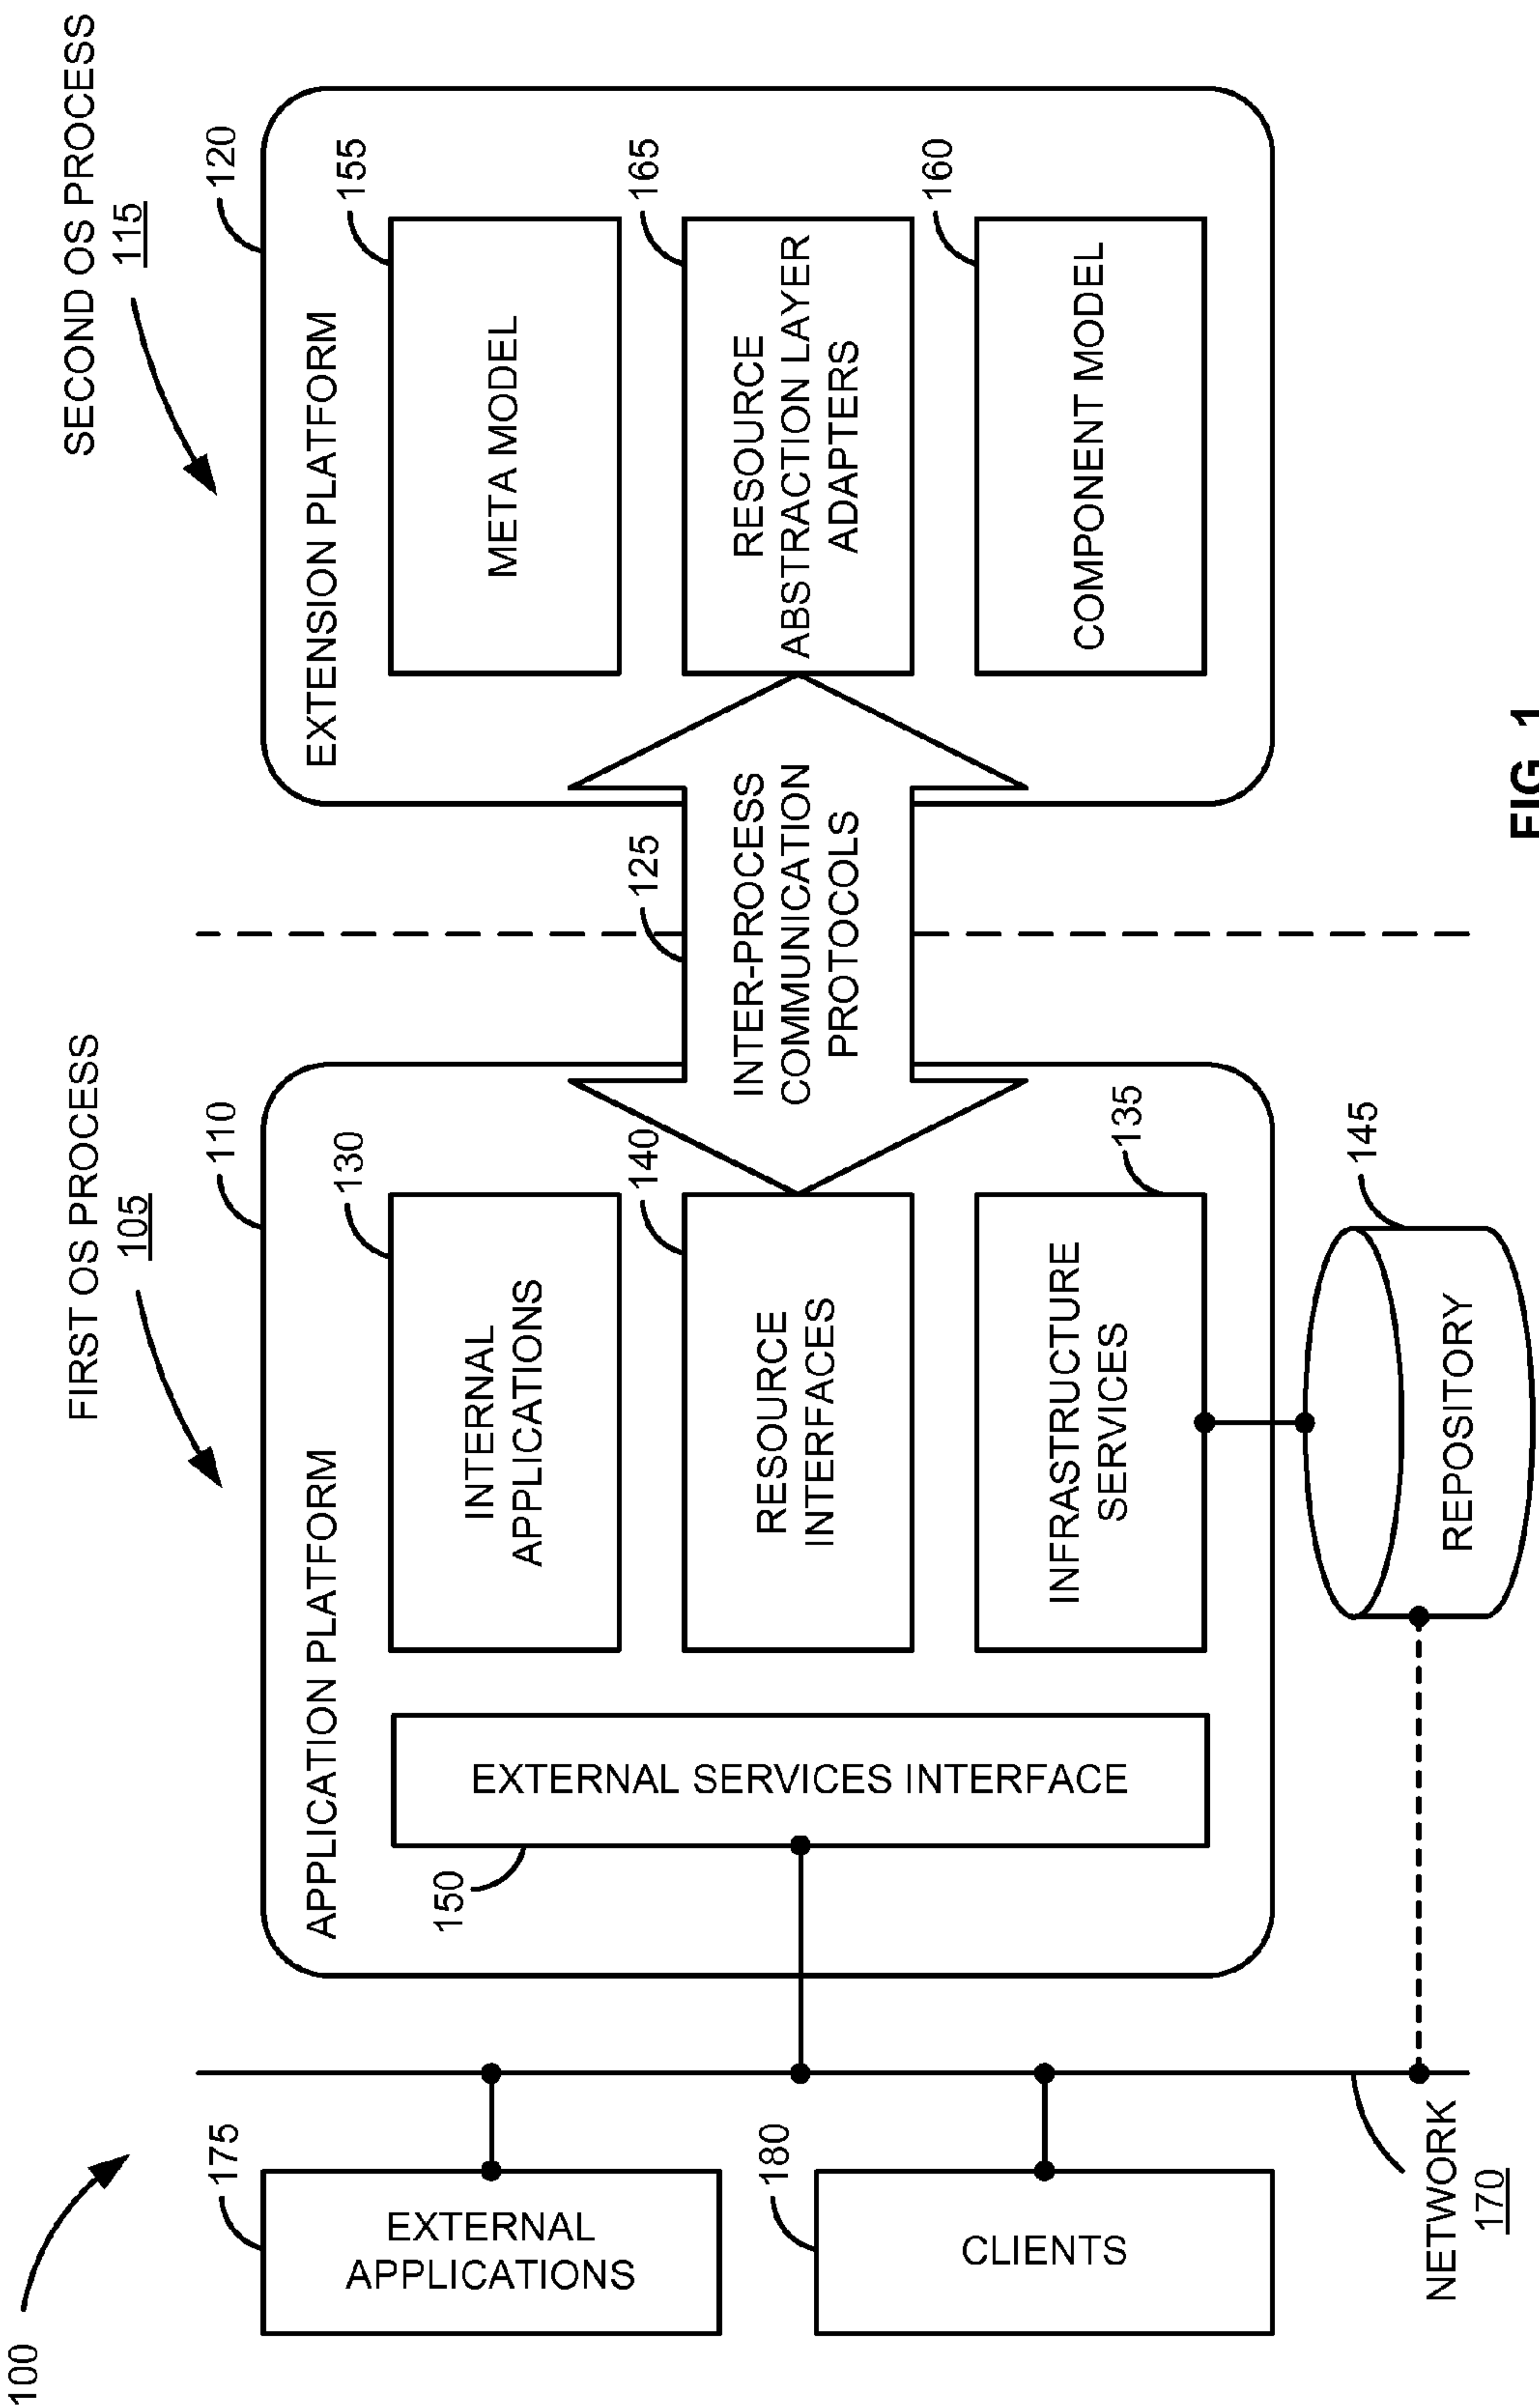 100
FIRST OS PROCESS
105
SECOND OS PROCESS
115
175
EXTERNAL
APPLICATIONS
180
CLIENTS
NETWORK
170
110
APPLICATION PLATFORM
150
EXTERNAL SERVICES INTERFACE
130
INTERNAL
APPLICATIONS
140
RESOURCE
INTERFACES
135
INFRASTRUCTURE
SERVICES
145
REPOSITORY
125
INTER-PROCESS
COMMUNICATION
PROTOCOLS
120
EXTENSION PLATFORM
155
META MODEL
165
RESOURCE
ABSTRACTION LAYER
ADAPTERS
160
COMPONENT MODEL
FIG. 1